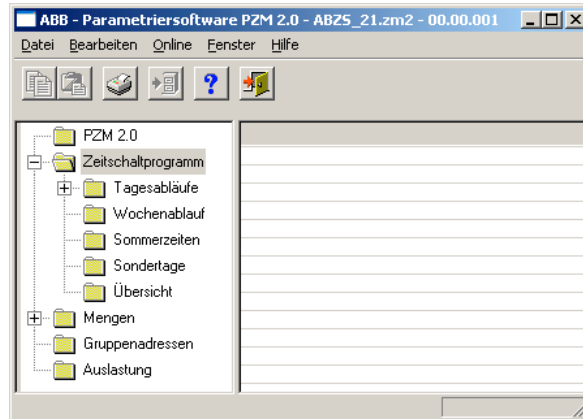 ABB - Parametriersoftware PZM 2.0 - ABZS_21.zm2 - 00.00.001
Datei Bearbeiten Online Fenster Hilfe
PZM 2.0
Zeitschaltprogramm
Tagesabläufe
Wochenablauf
Sommerzeiten
Sondertage
Übersicht
Mengen
Gruppenadressen
Auslastung